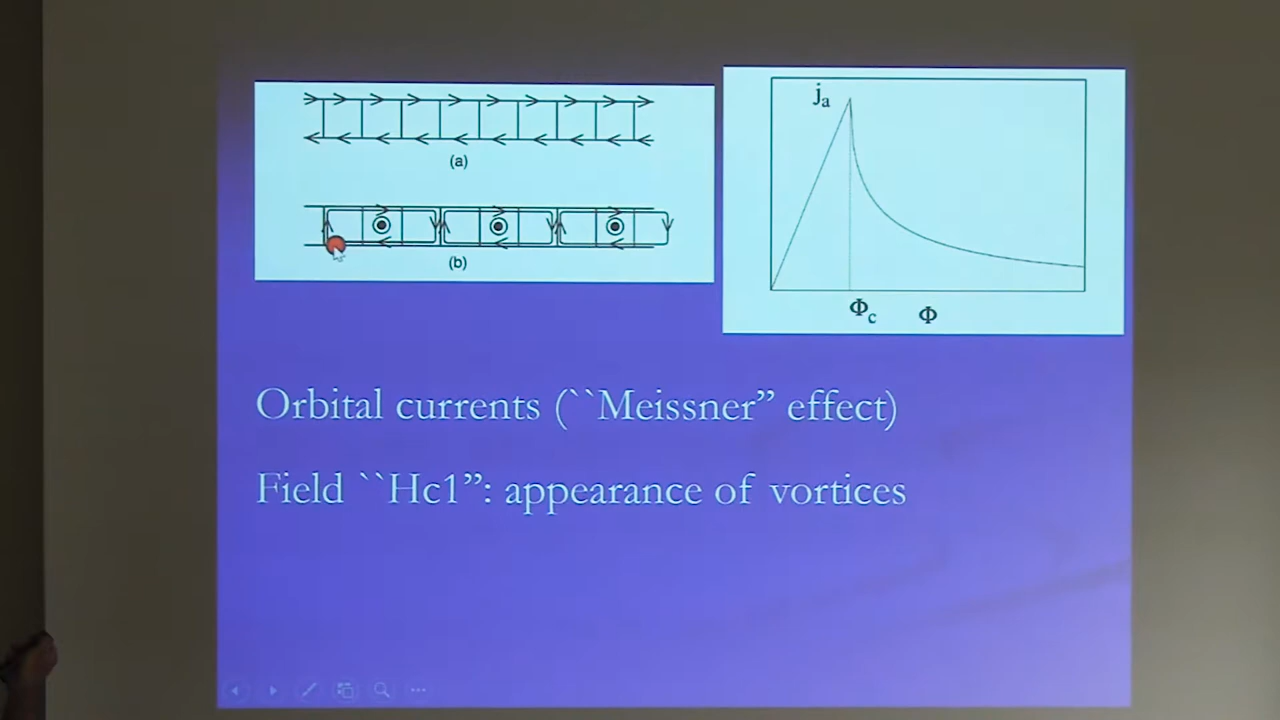 (a)
(b)
jₐ
Φc
Φ
Orbital currents (``Meissner” effect)
Field ``Hc1”: appearance of vortices